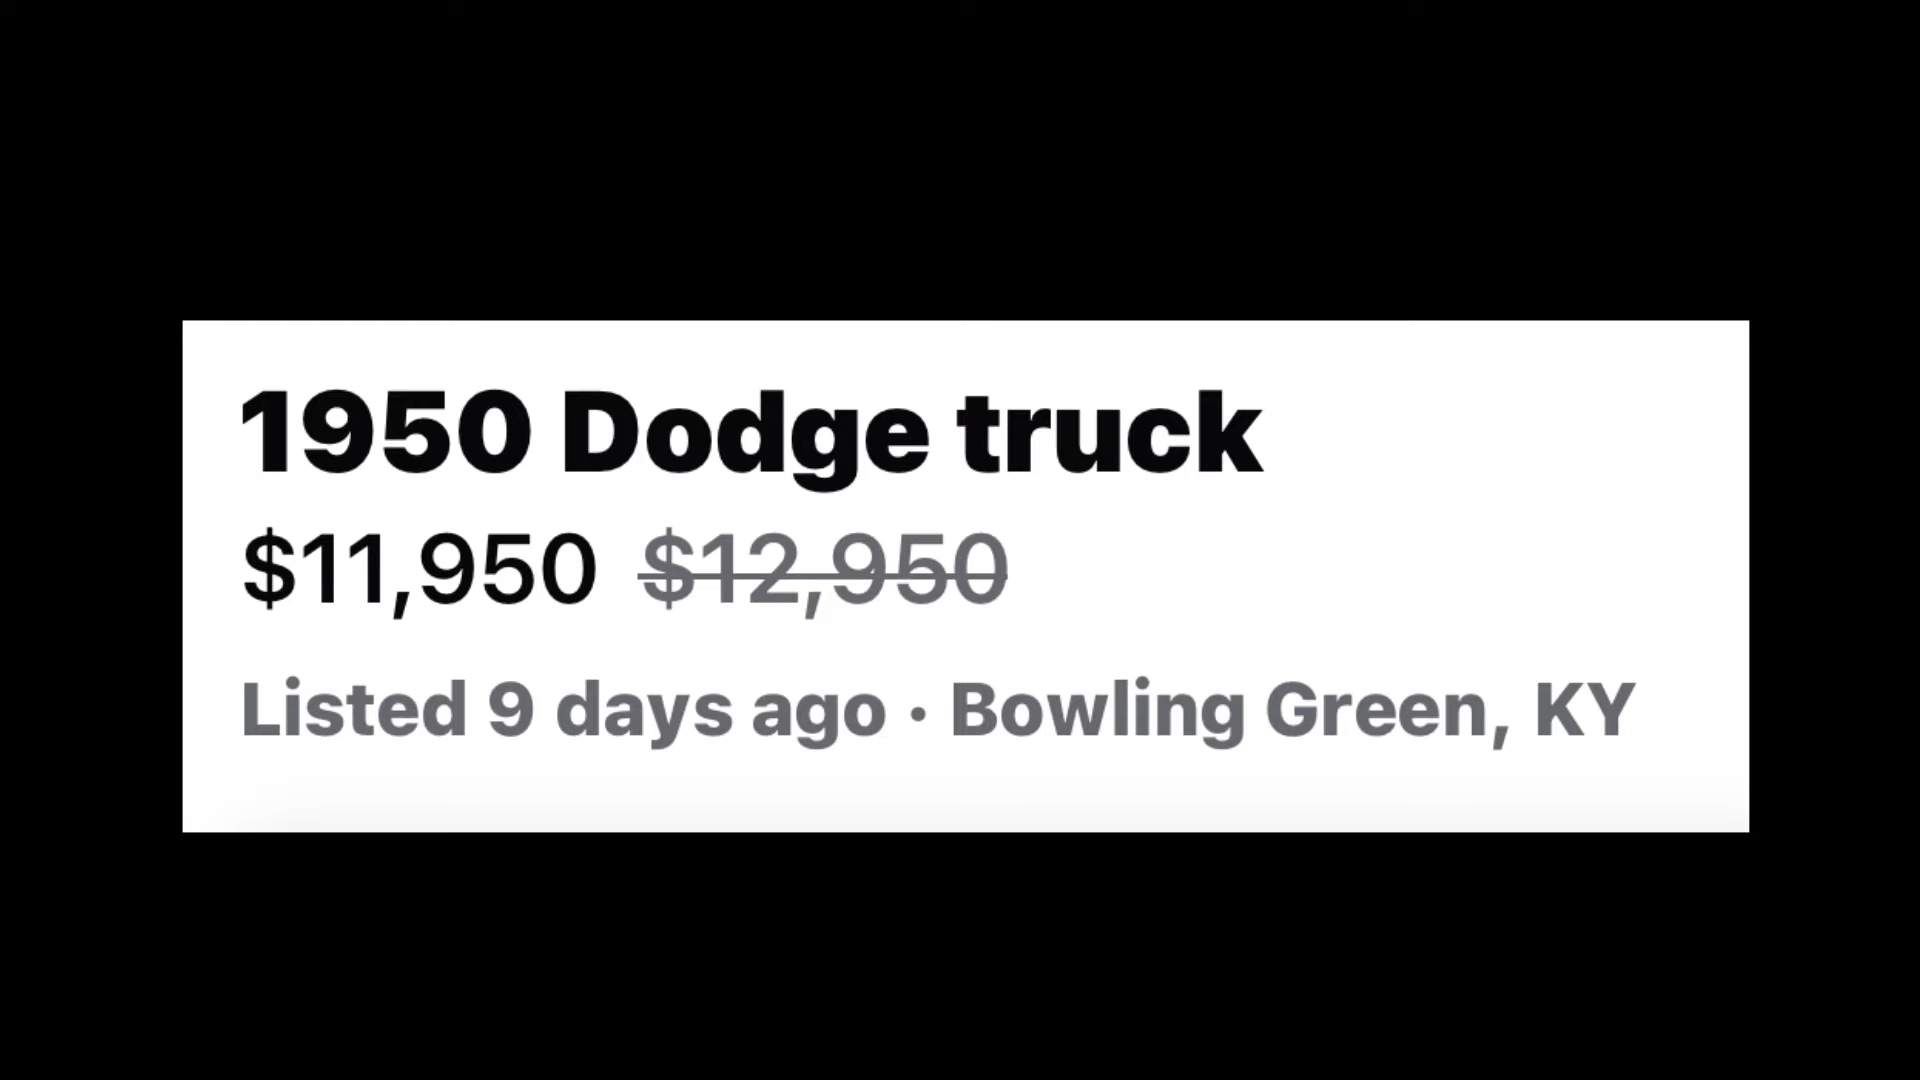 1950 Dodge truck
$11,950 $12,950
Listed 9 days ago · Bowling Green, KY